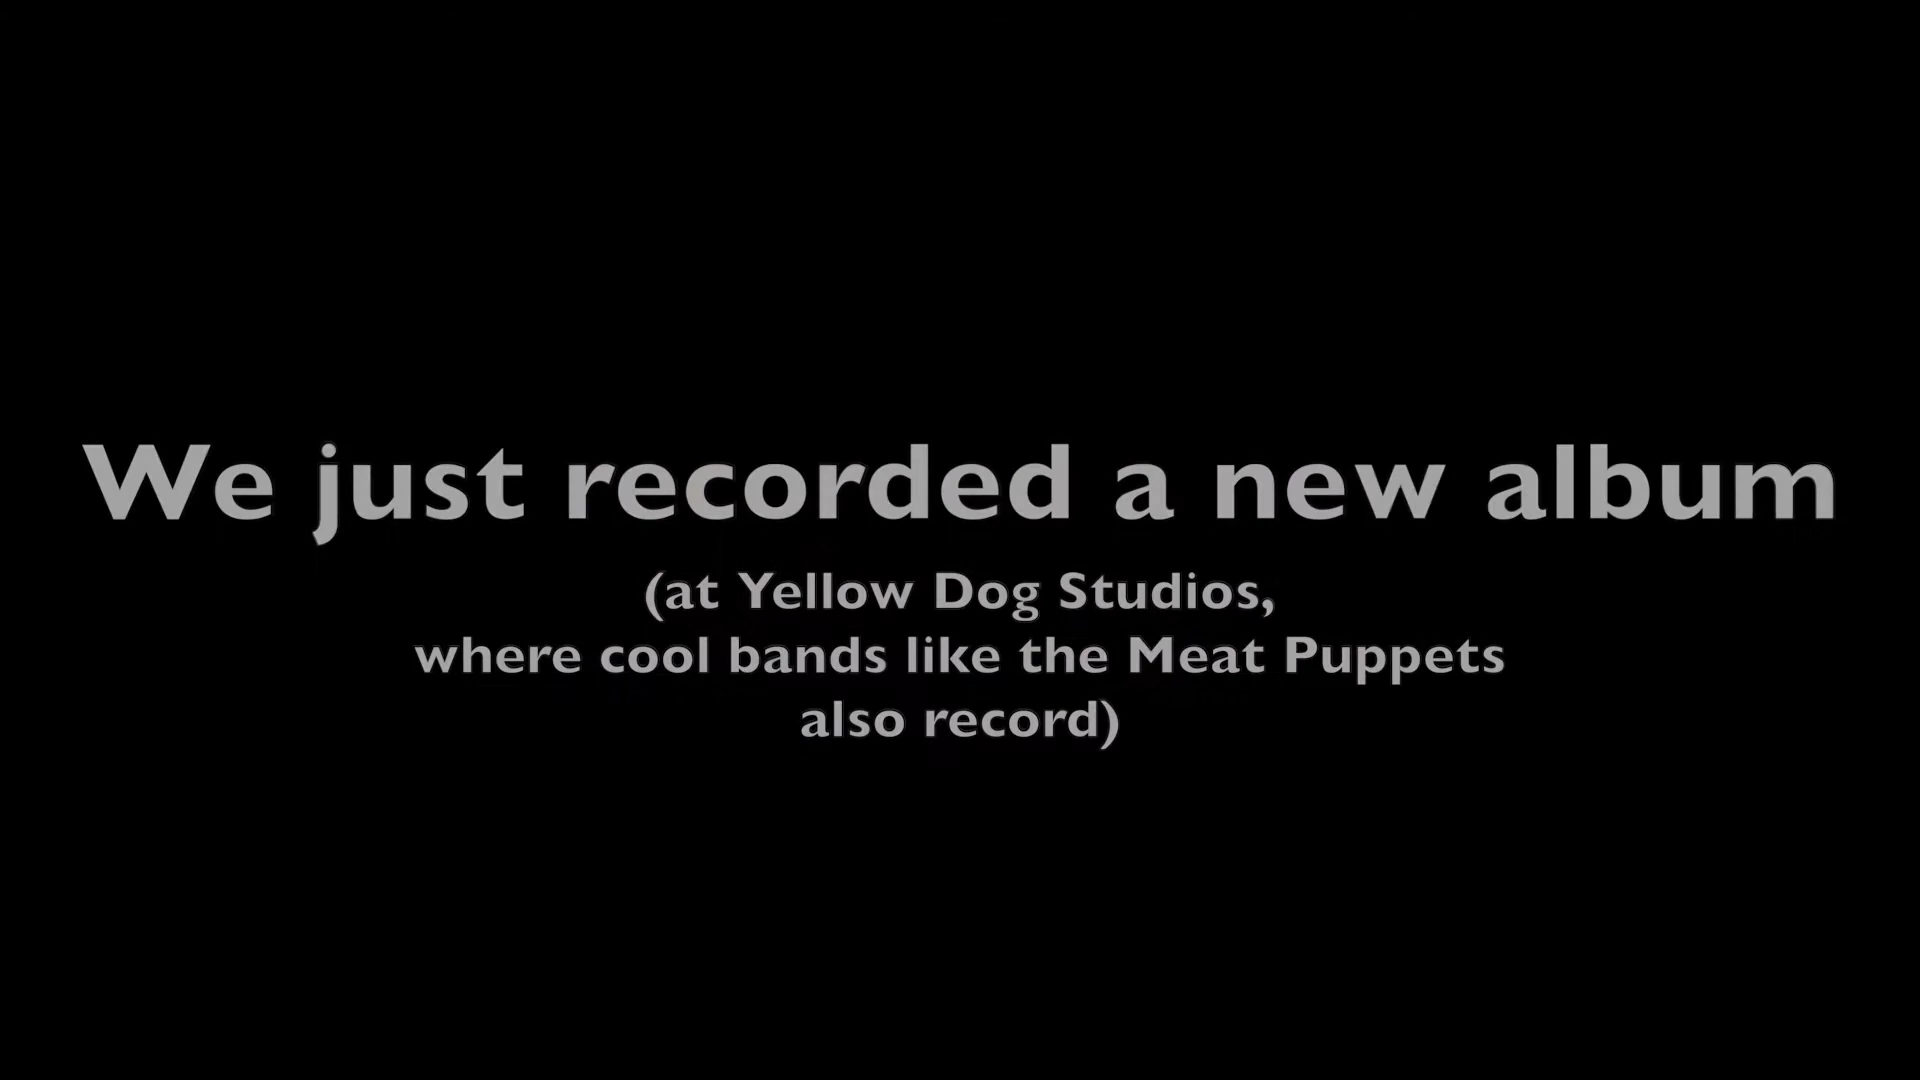 We just recorded a new album
(at Yellow Dog Studios,
where cool bands like the Meat Puppets
also record)